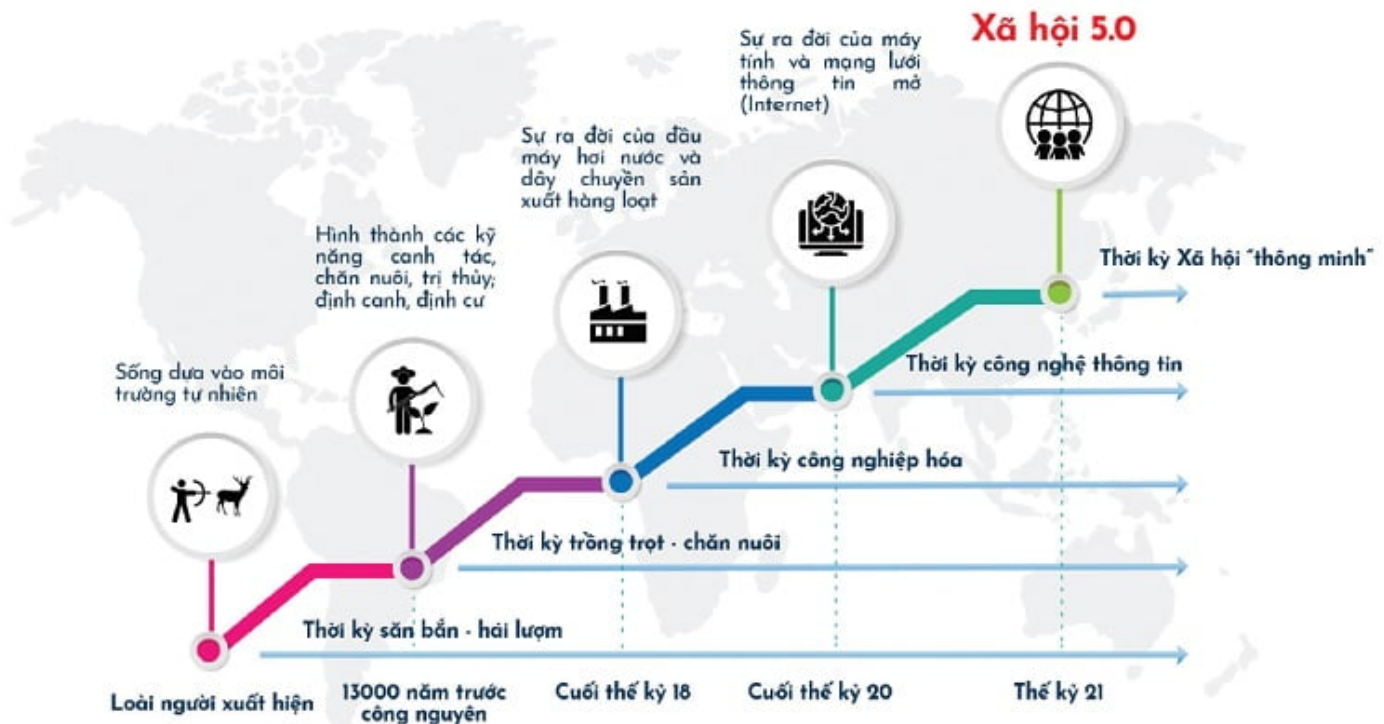 Xã hội 5.0
Sự ra đời của máy
tính và mạng lưới
thông tin mở
(Internet)
Sự ra đời của đầu
máy hơi nước và
dây chuyền sản
xuất hàng loạt
Hình thành các kỹ
năng canh tác,
chăn nuôi, trị thủy;
định canh, định cư
Sống dựa vào môi
trường tự nhiên
Thời kỳ Xã hội “thông minh”
Thời kỳ công nghệ thông tin
Thời kỳ công nghiệp hóa
Thời kỳ trồng trọt - chăn nuôi
Thời kỳ săn bắn - hái lượm
Loài người xuất hiện
13000 năm trước
công nguyên
Cuối thế kỷ 18
Cuối thế kỷ 20
Thế kỷ 21